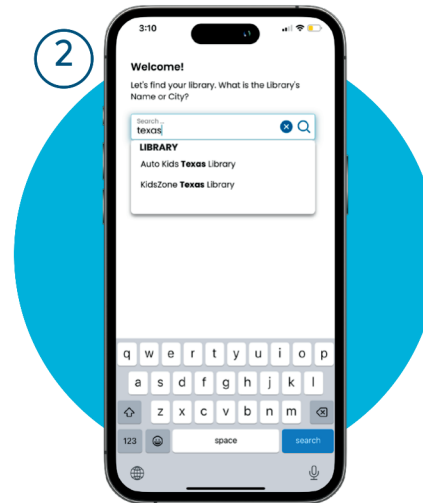 2
3:10
Welcome!
Let's find your library. What is the Library's
Name or City?
Search ...
texas
LIBRARY
Auto Kids Texas Library
KidsZone Texas Library
q w e r t y u i o p
a s d f g h j k l
z x c v b n m
123 space search